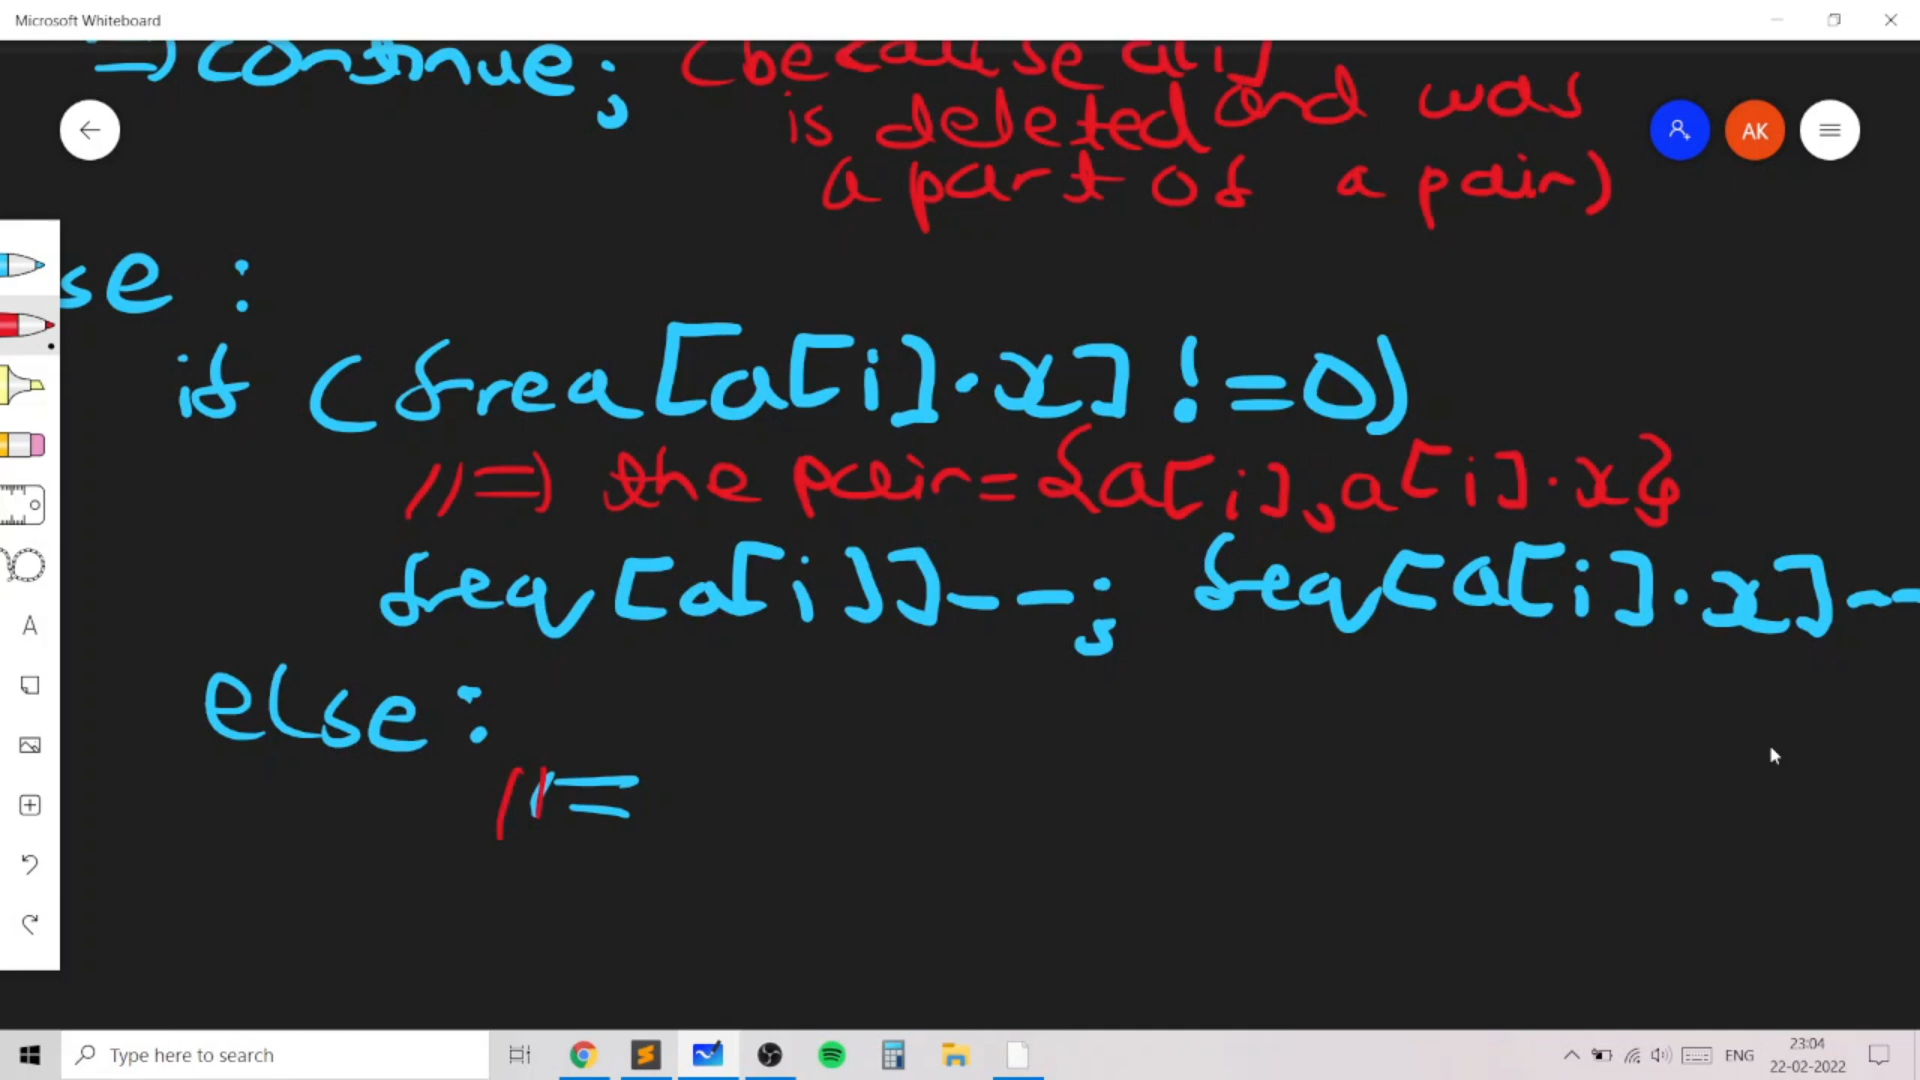 Microsoft Whiteboard
=) continue; (because a[i]
is deleted and was
a part of a pair)
AK
se :
if (freq[a[i]·x] !=0)
//=) the pair={a[i],a[i]·x}
freq[a[i]]--; freq[a[i]·x]--
else :
//=
A
Type here to search
ENG
23:04
22-02-2022